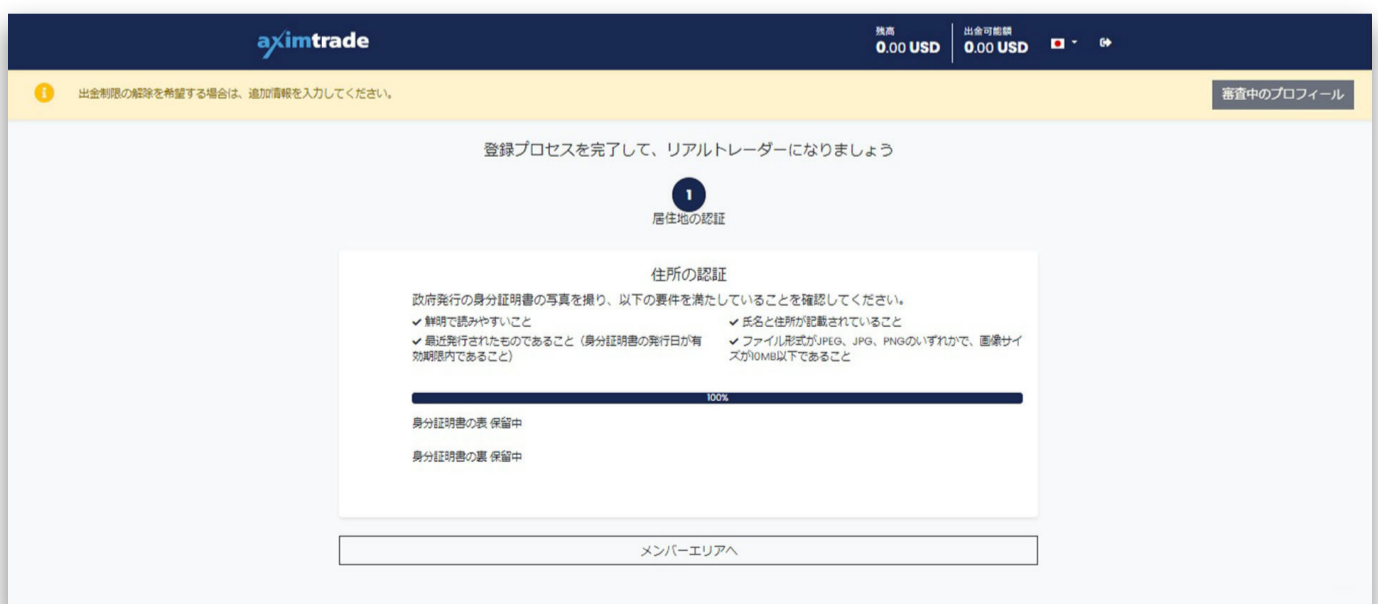 aximtrade
残高
0.00 USD
出金可能額
0.00 USD
出金制限の解除を希望する場合は、追加情報を入力してください。
審査中のプロフィール
登録プロセスを完了して、リアルトレーダーになりましょう
1
居住地の認証
住所の認証
政府発行の身分証明書の写真を撮り、以下の要件を満たしていることを確認してください。
✓ 鮮明で読みやすいこと
✓ 氏名と住所が記載されていること
✓ 最近発行されたものであること（身分証明書の発行日が有
効期限内であること）
✓ ファイル形式がJPEG、JPG、PNGのいずれかで、画像サイ
ズが10MB以下であること
100%
身分証明書の表 保留中
身分証明書の裏 保留中
メンバーエリアへ